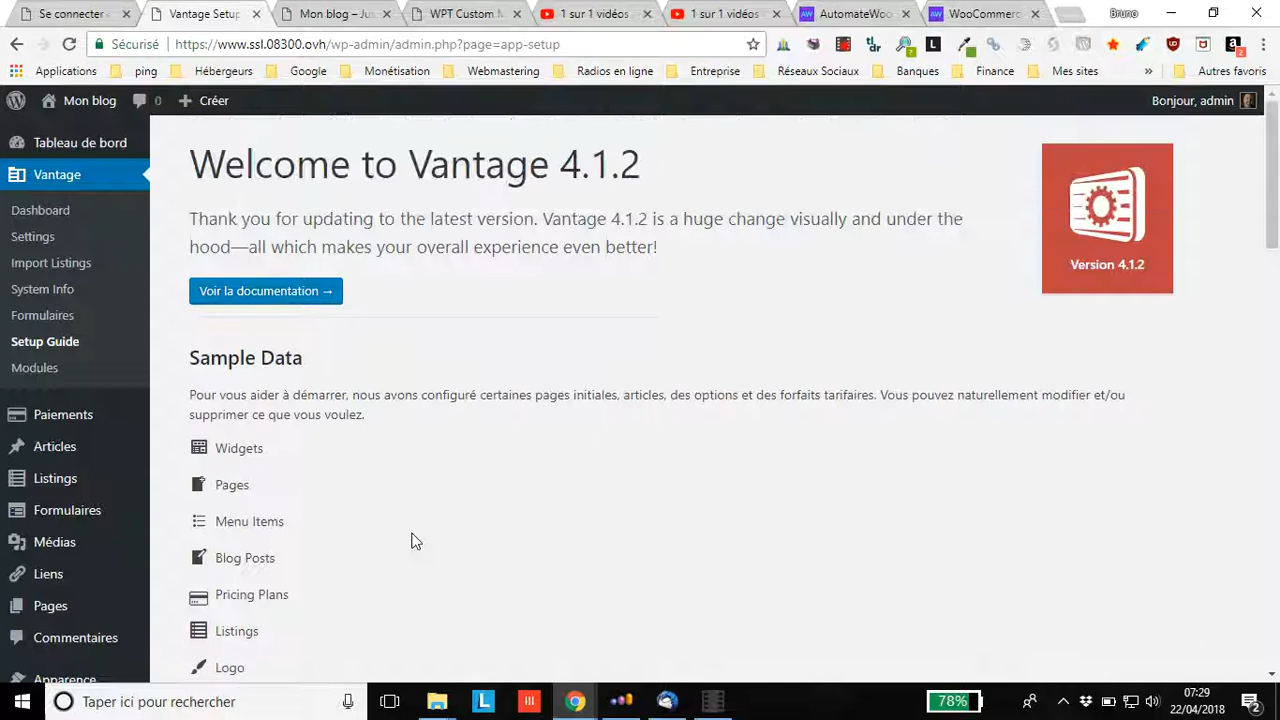 Se connecte
Vantage Setu
Mon blog – Jus
WPT Custom M
1 sur 1 vidéos
1 sur 1 vidéos
AutomateWoo
WooCommerc
Bruno
Sécurisé
https://www.ssl.08300.ovh/wp-admin/admin.php?page=app-setup
Applications
ping
Hébergeurs
Google
Monétisation
Webmastering
Radios en ligne
Entreprise
Réseaux Sociaux
Banques
Finance
Mes sites
»
Autres favoris
Mon blog
0
Créer
Bonjour, admin
Tableau de bord
Vantage
Dashboard
Settings
Import Listings
System Info
Formulaires
Setup Guide
Modules
Paiements
Articles
Listings
Formulaires
Médias
Liens
Pages
Commentaires
Apparence
Welcome to Vantage 4.1.2
Thank you for updating to the latest version. Vantage 4.1.2 is a huge change visually and under the
hood—all which makes your overall experience even better!
Voir la documentation →
Version 4.1.2
Sample Data
Pour vous aider à démarrer, nous avons configuré certaines pages initiales, articles, des options et des forfaits tarifaires. Vous pouvez naturellement modifier et/ou
supprimer ce que vous voulez.
Widgets
Pages
Menu Items
Blog Posts
Pricing Plans
Listings
Logo
Taper ici pour rechercher
78%
07:29
22/04/2018
2